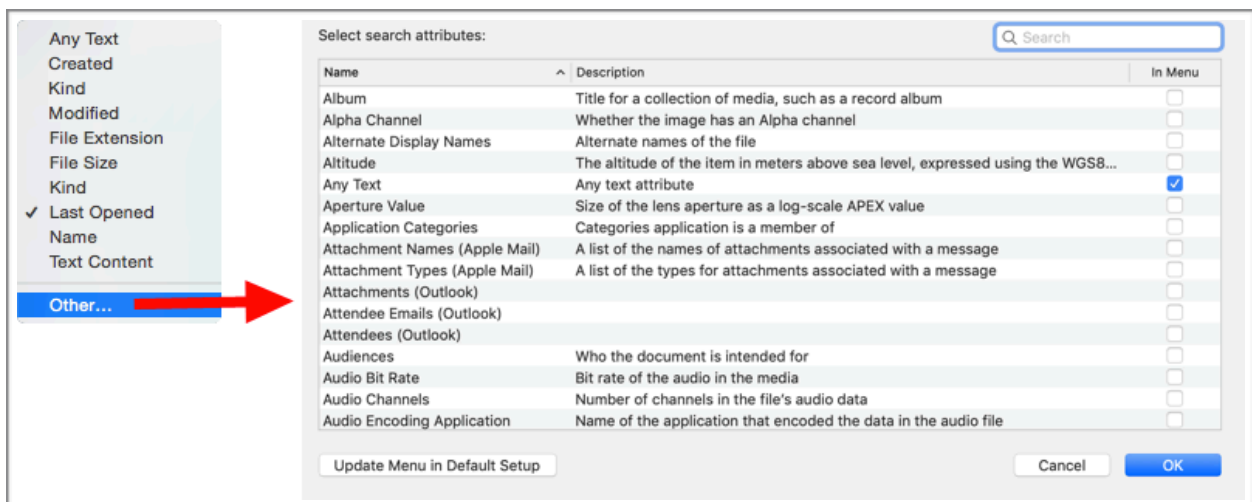 Any Text
Created
Kind
Modified
File Extension
File Size
Kind
✓ Last Opened
Name
Text Content
Other...
Select search attributes:
Search
Name Description In Menu
Album Title for a collection of media, such as a record album
Alpha Channel Whether the image has an Alpha channel
Alternate Display Names Alternate names of the file
Altitude The altitude of the item in meters above sea level, expressed using the WGS8...
Any Text Any text attribute
Aperture Value Size of the lens aperture as a log-scale APEX value
Application Categories Categories application is a member of
Attachment Names (Apple Mail) A list of the names of attachments associated with a message
Attachment Types (Apple Mail) A list of the types for attachments associated with a message
Attachments (Outlook)
Attendee Emails (Outlook)
Attendees (Outlook)
Audiences Who the document is intended for
Audio Bit Rate Bit rate of the audio in the media
Audio Channels Number of channels in the file's audio data
Audio Encoding Application Name of the application that encoded the data in the audio file
Update Menu in Default Setup Cancel OK